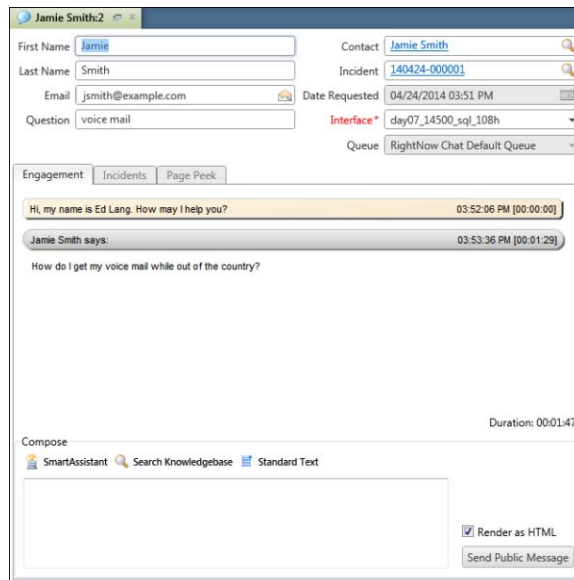 Jamie Smith:2
First Name Jamie Contact Jamie Smith
Last Name Smith Incident 140424-000001
Email jsmith@example.com Date Requested 04/24/2014 03:51 PM
Question voice mail Interface* day07_14500_sql_108h
Queue RightNow Chat Default Queue
Engagement Incidents Page Peek
Hi, my name is Ed Lang. How may I help you? 03:52:06 PM [00:00:00]
Jamie Smith says: 03:53:36 PM [00:01:29]
How do I get my voice mail while out of the country?
Duration: 00:01:47
Compose
SmartAssistant Search Knowledgebase Standard Text
Render as HTML
Send Public Message